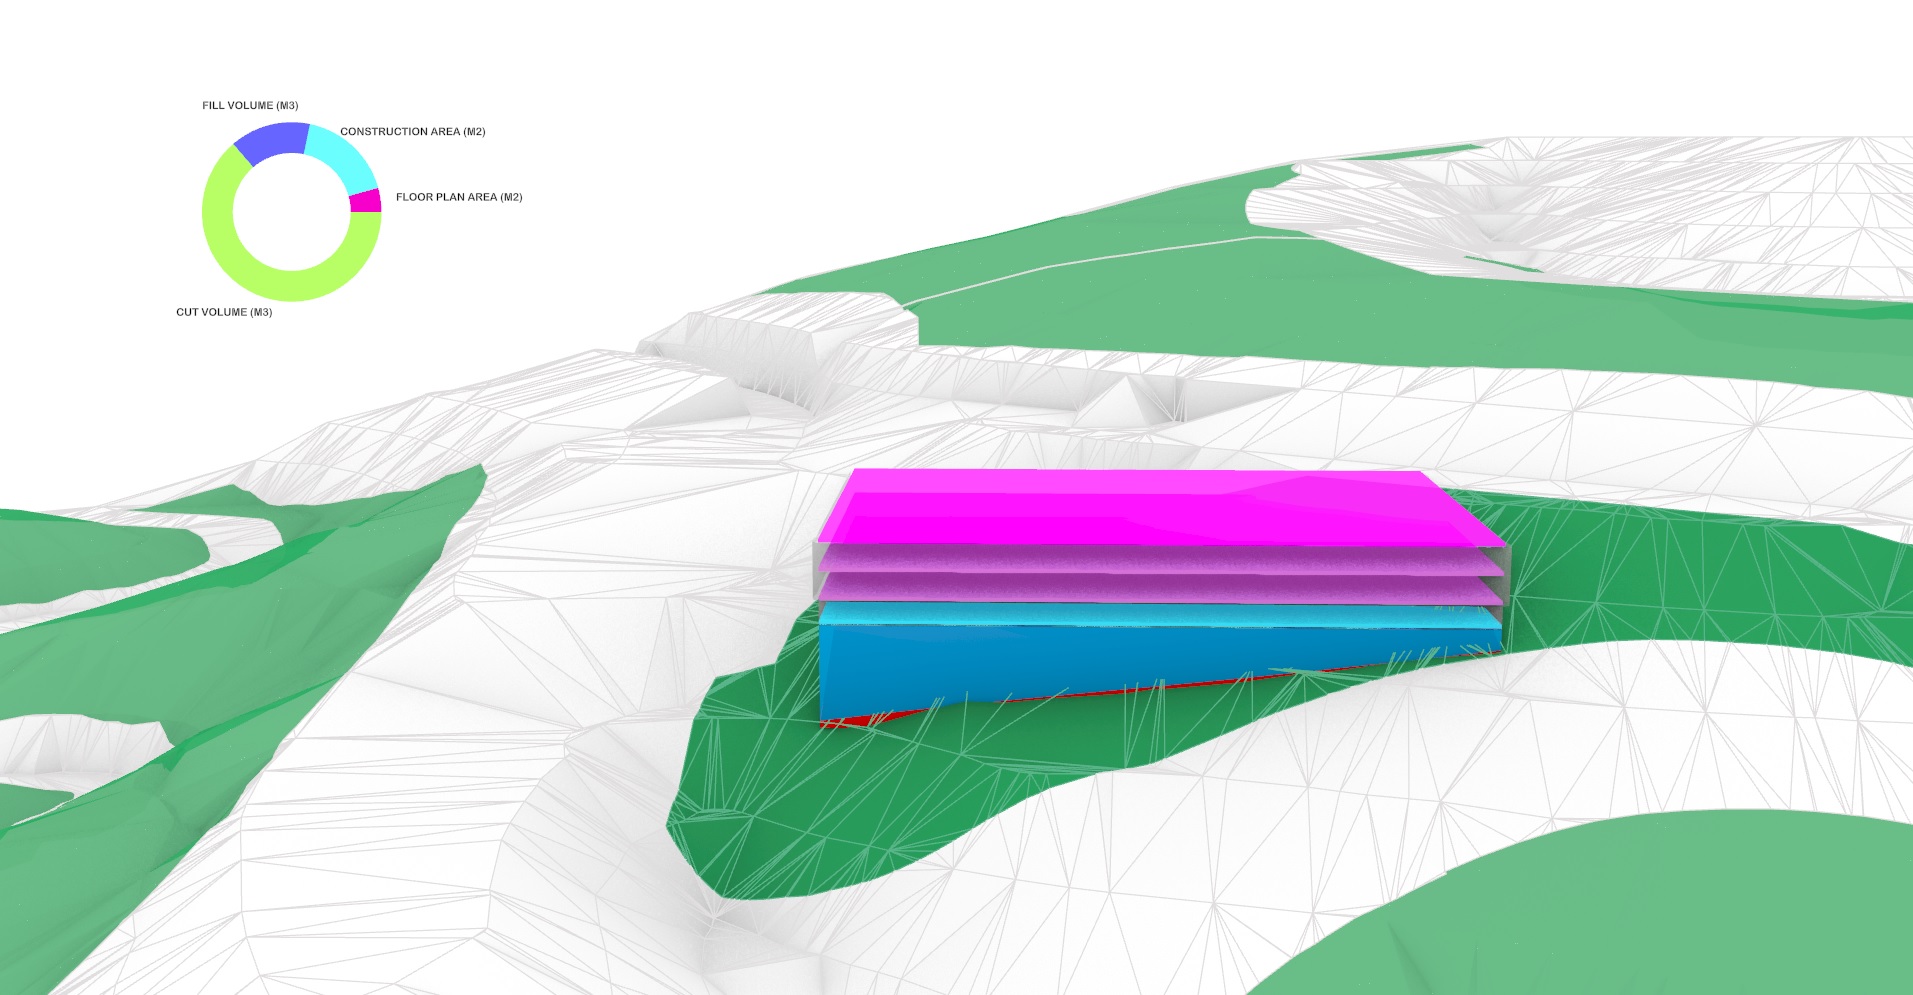 FILL VOLUME (M3)
CONSTRUCTION AREA (M2)
FLOOR PLAN AREA (M2)
CUT VOLUME (M3)